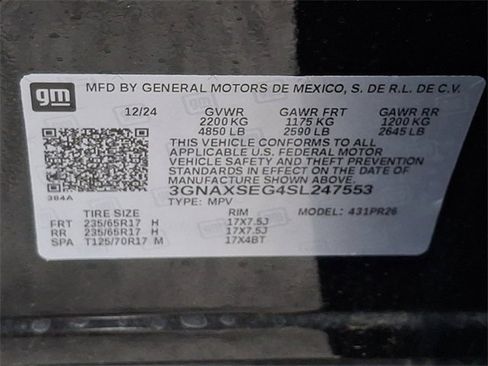 gm
MFD BY GENERAL MOTORS DE MEXICO, S. DE R.L. DE C.V.
12/24 GVWR GAWR FRT GAWR RR
2200 KG 1175 KG 1200 KG
4850 LB 2590 LB 2645 LB
THIS VEHICLE CONFORMS TO ALL
APPLICABLE U.S. FEDERAL MOTOR
VEHICLE SAFETY AND THEFT PREVENTION
STANDARDS IN EFFECT ON THE DATE OF
MANUFACTURE SHOWN ABOVE.
384A
3GNAXSEG4SL247553
TYPE: MPV MODEL: 431PR26
TIRE SIZE RIM
FRT 235/65R17 H 17X7.5J
RR 235/65R17 H 17X7.5J
SPA T125/70R17 M 17X4BT